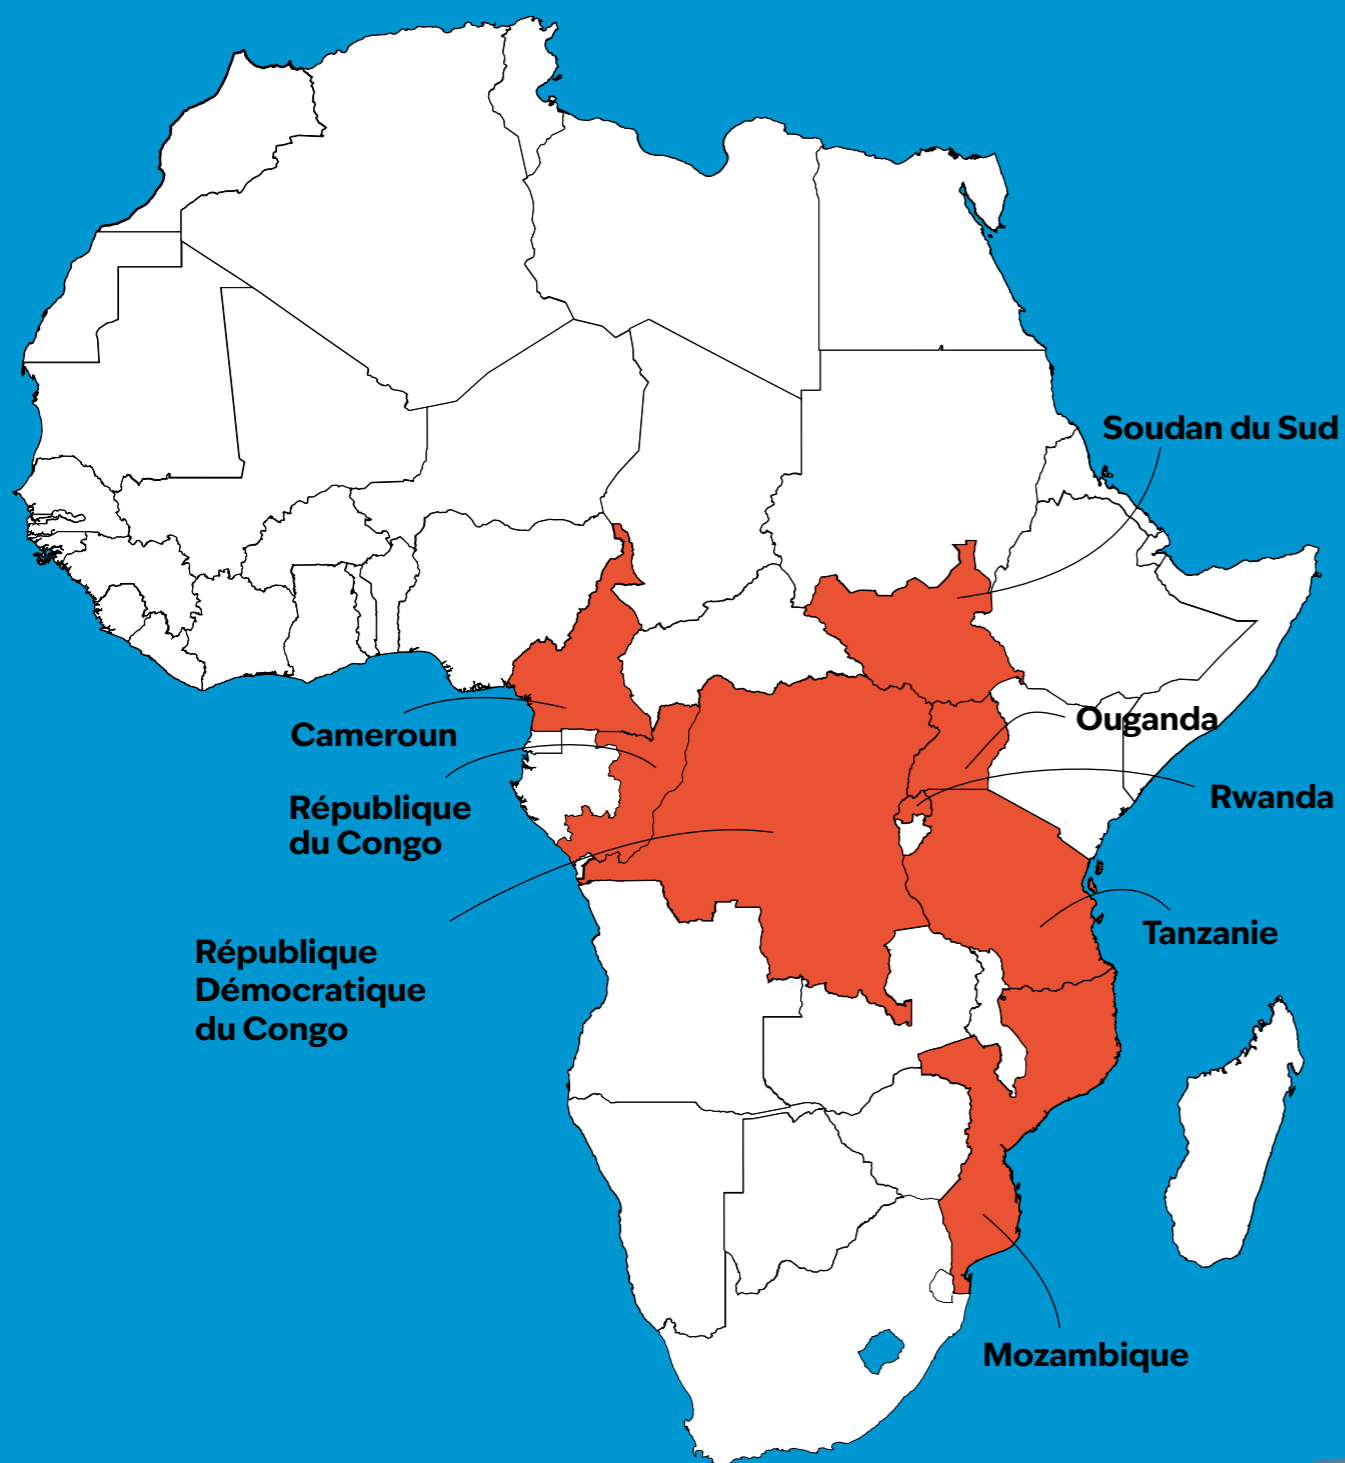 Soudan du Sud
Ouganda
Cameroun
Rwanda
République
du Congo
Tanzanie
République
Démocratique
du Congo
Mozambique